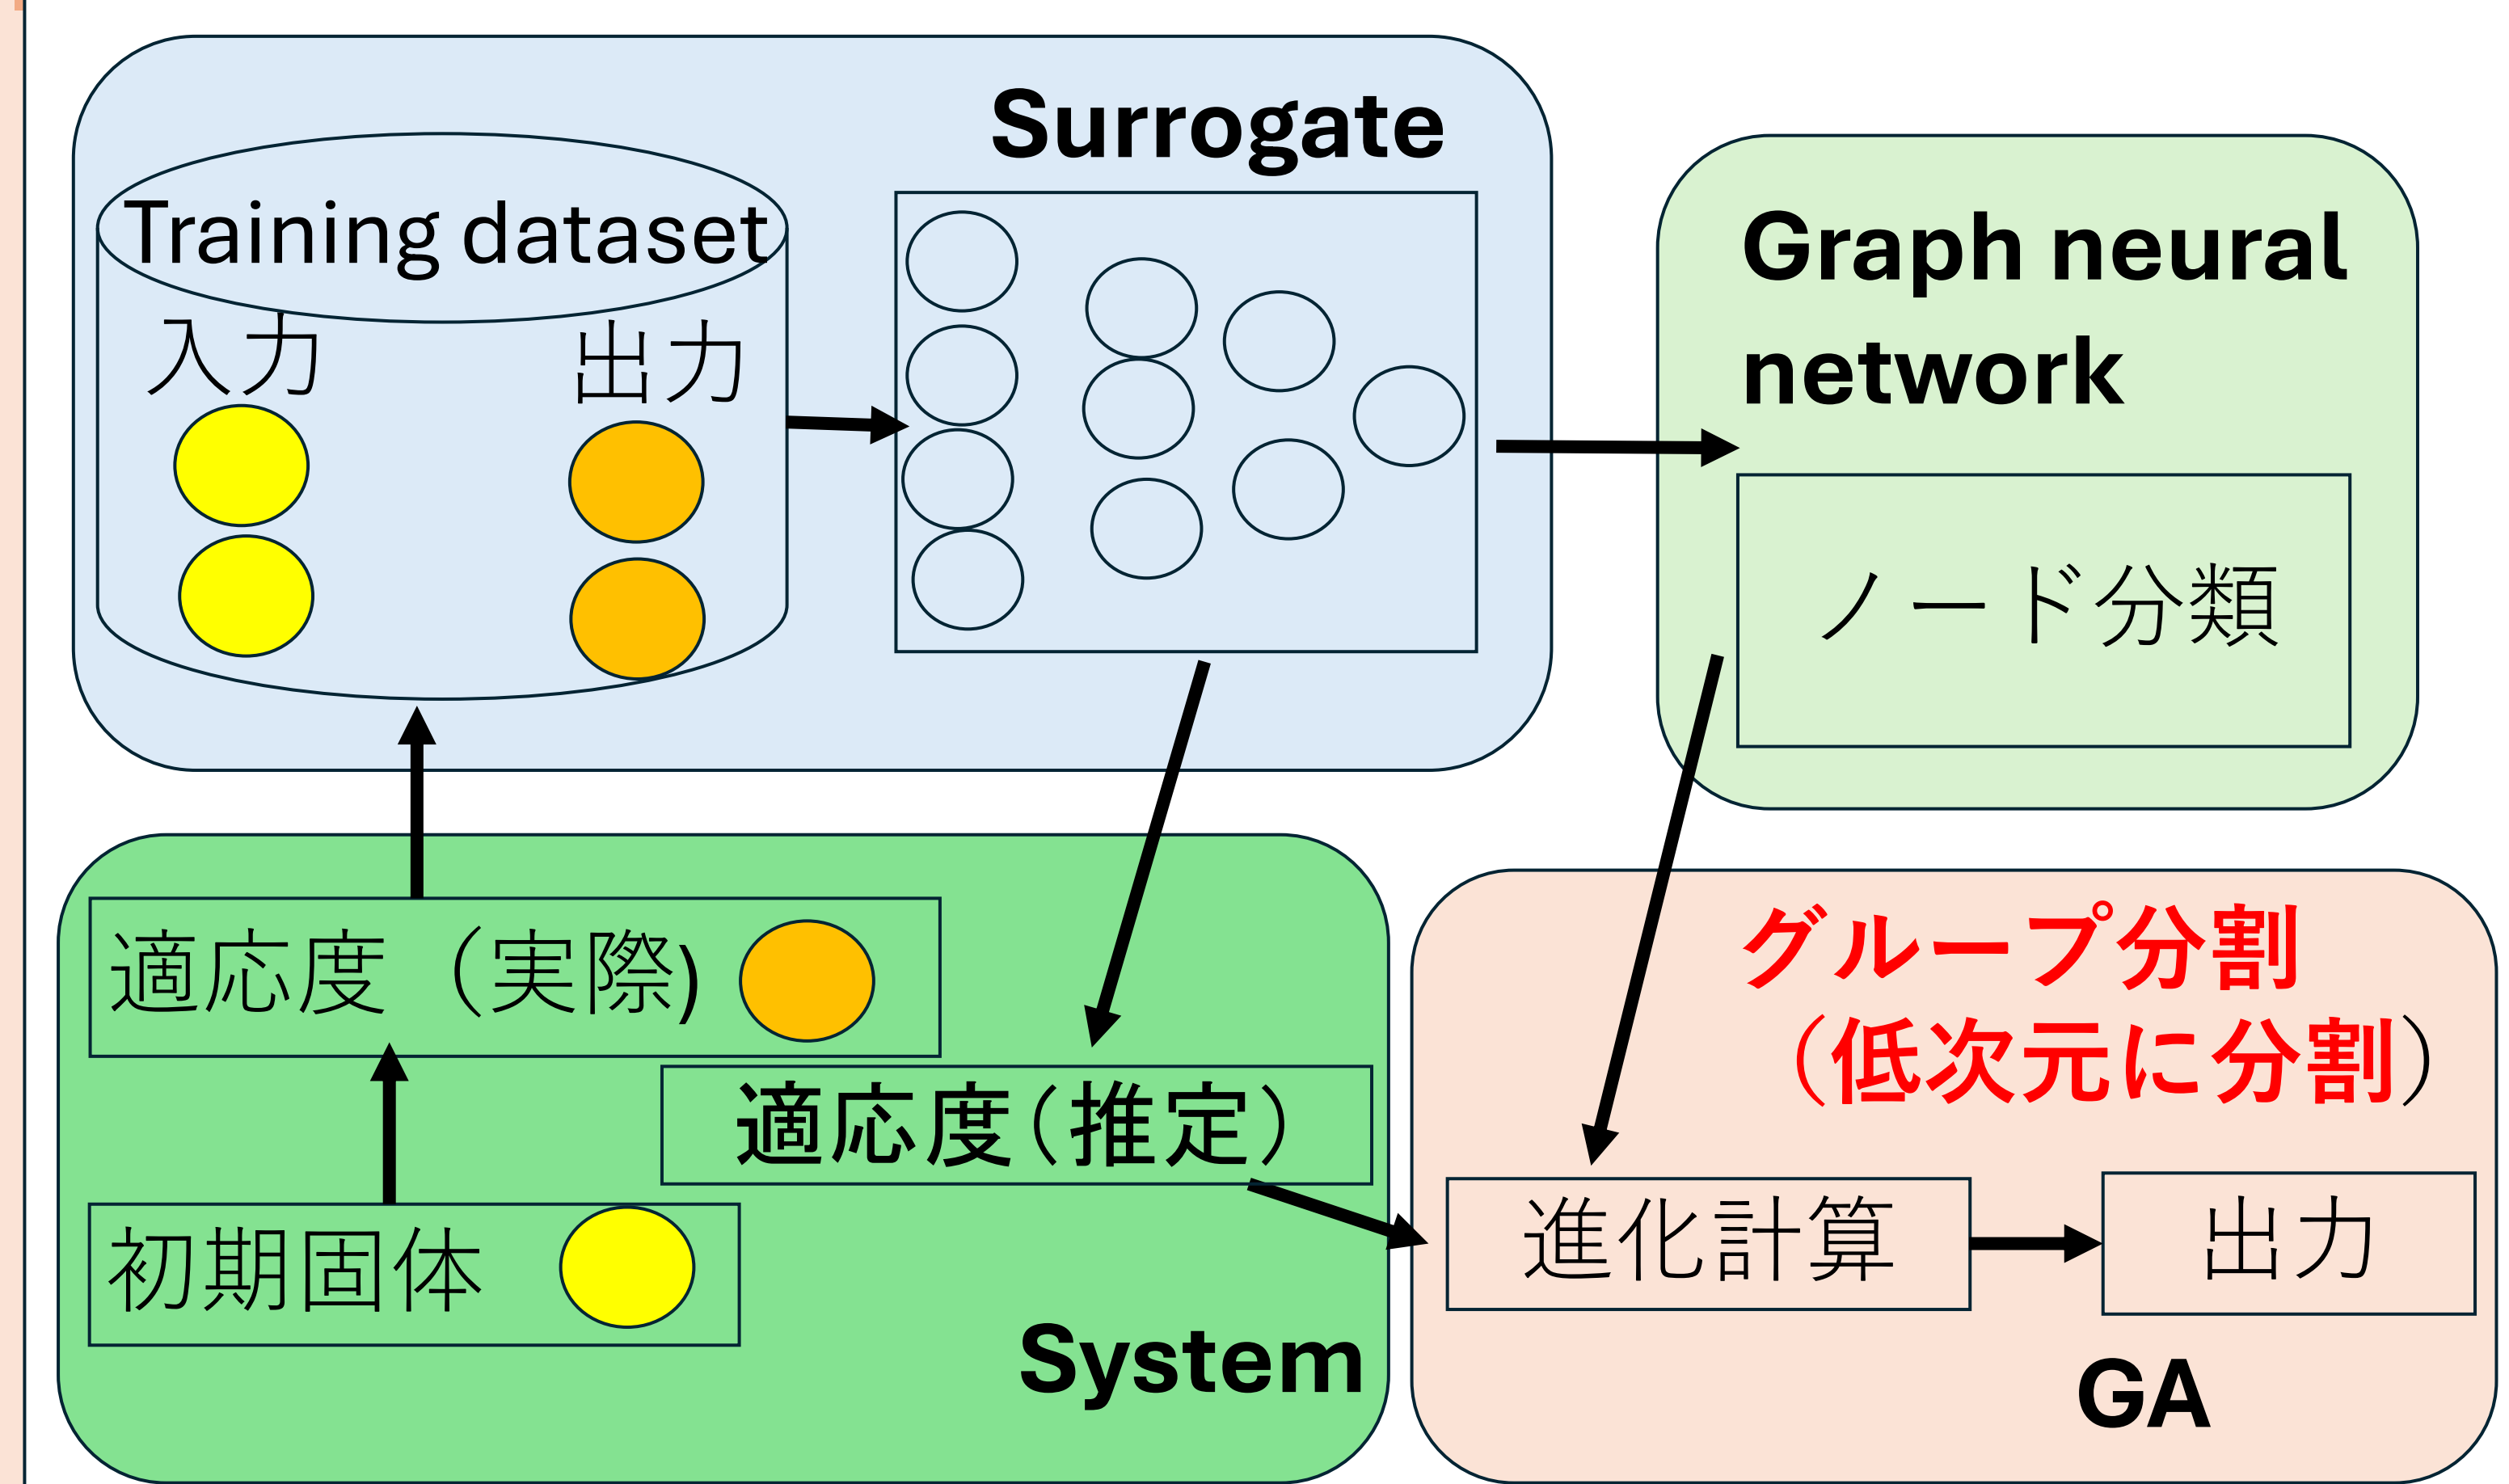 Surrogate
Training dataset
入力
出力
Graph neural
network
ノード分類
適応度（実際)
適応度(推定）
初期固体
System
グループ分割
（低次元に分割）
進化計算
出力
GA